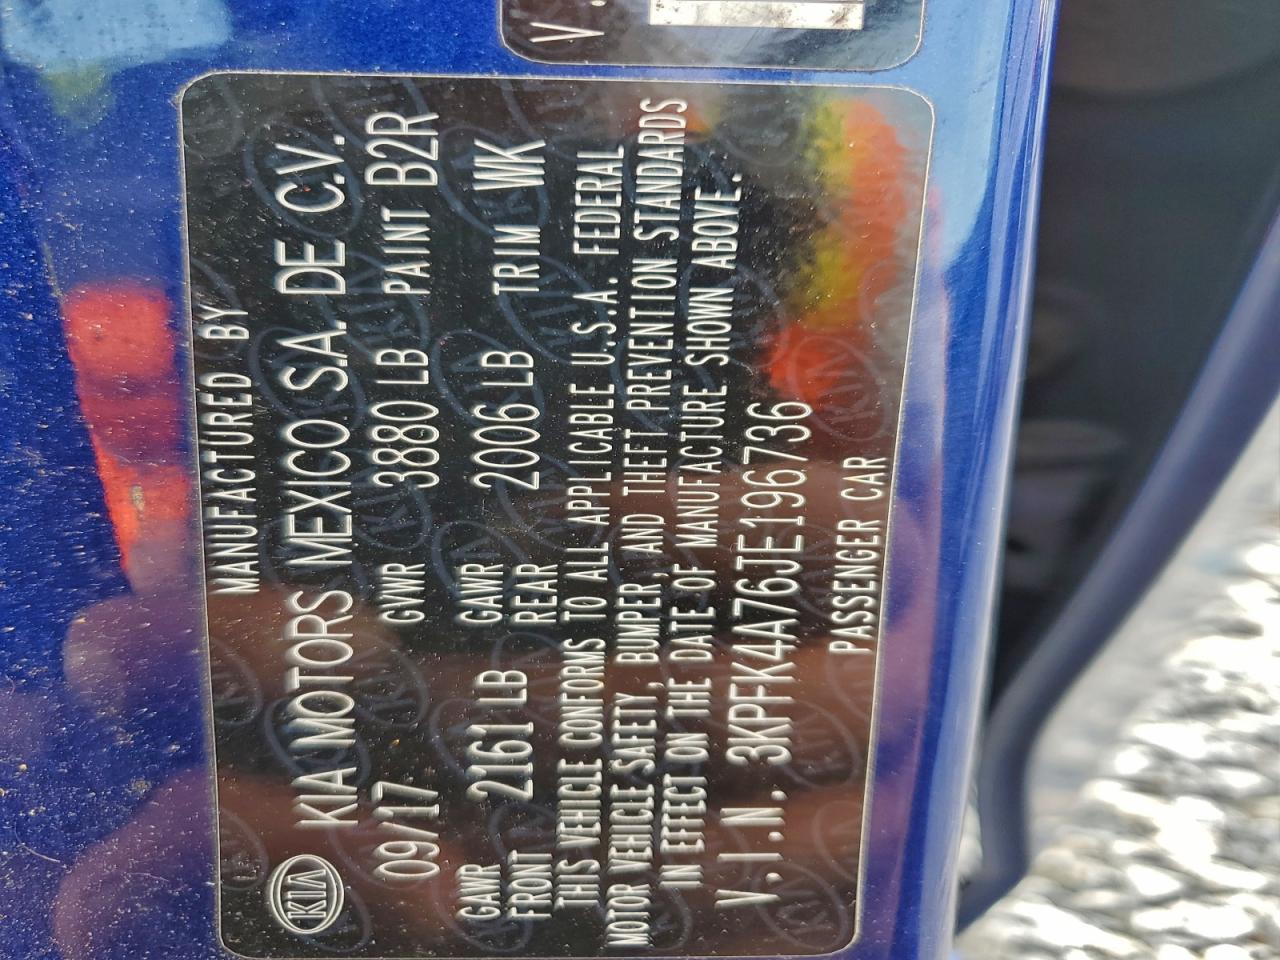 V.
MANUFACTURED BY
KIA KIA MOTORS MEXICO S.A. DE C.V.
09/17 GVWR 3880 LB PAINT B2R
GAWR FRONT 2161 LB GAWR REAR 2006 LB TRIM WK
THIS VEHICLE CONFORMS TO ALL APPLICABLE U.S.A. FEDERAL
MOTOR VEHICLE SAFETY, BUMPER, AND THEFT PREVENTION STANDARDS
IN EFFECT ON THE DATE OF MANUFACTURE SHOWN ABOVE.
V.I.N. 3KPFK4A76JE196736
PASSENGER CAR